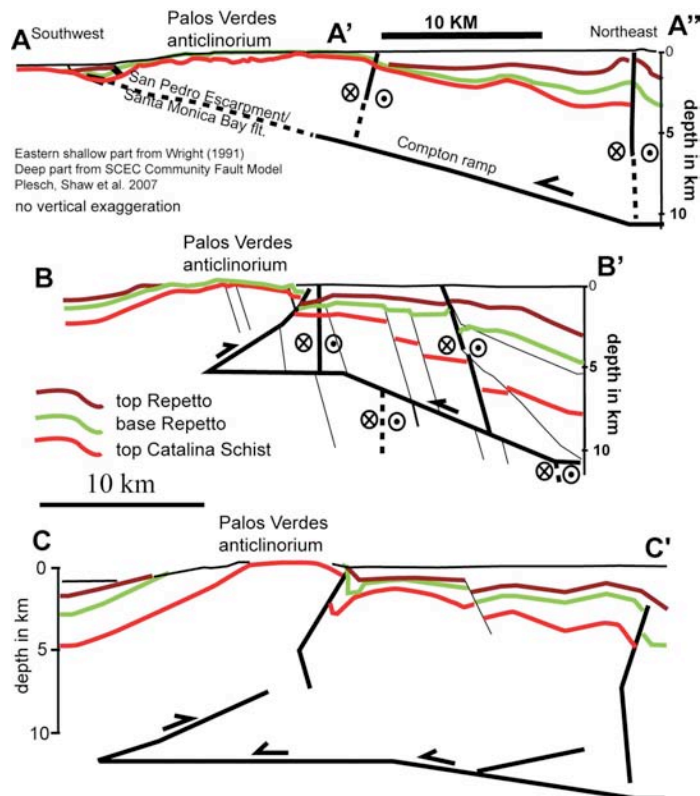 A Southwest
Palos Verdes
anticlinorium
A'
10 KM
Northeast
A"
San Pedro Escarpment/
Santa Monica Bay flt.
Compton ramp
0
5
10
depth in km
Eastern shallow part from Wright (1991)
Deep part from SCEC Community Fault Model
Plesch, Shaw et al. 2007
no vertical exaggeration
Palos Verdes
anticlinorium
B
B'
0
5
10
depth in km
top Repetto
base Repetto
top Catalina Schist
10 km
Palos Verdes
anticlinorium
C
C'
0
5
10
depth in km